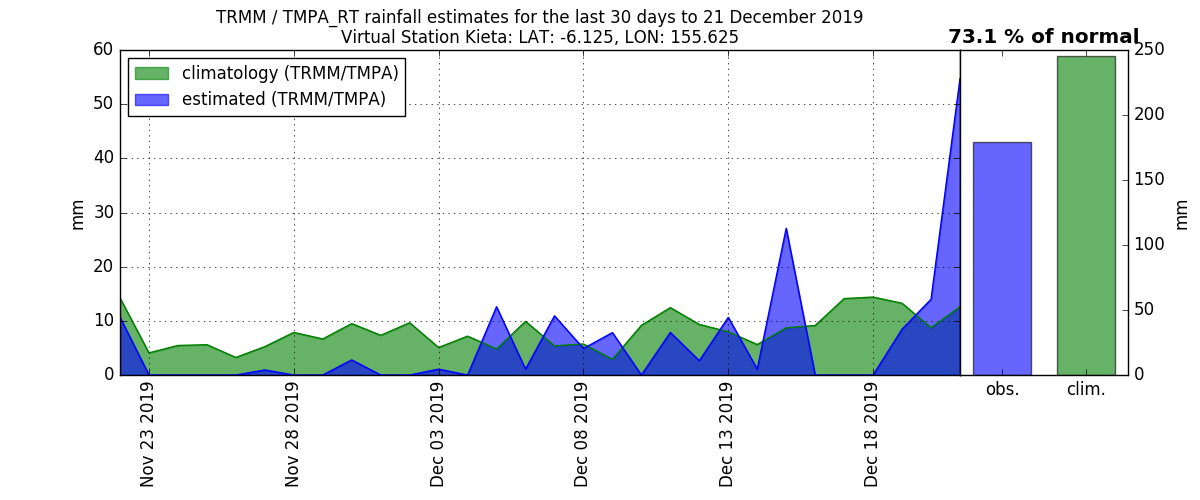 TRMM / TMPA_RT rainfall estimates for the last 30 days to 21 December 2019
Virtual Station Kieta: LAT: -6.125, LON: 155.625
73.1 % of normal
climatology (TRMM/TMPA)
estimated (TRMM/TMPA)
60
50
40
30
20
10
0
mm
Nov 23 2019
Nov 28 2019
Dec 03 2019
Dec 08 2019
Dec 13 2019
Dec 18 2019
obs.
clim.
250
200
150
100
50
0
mm